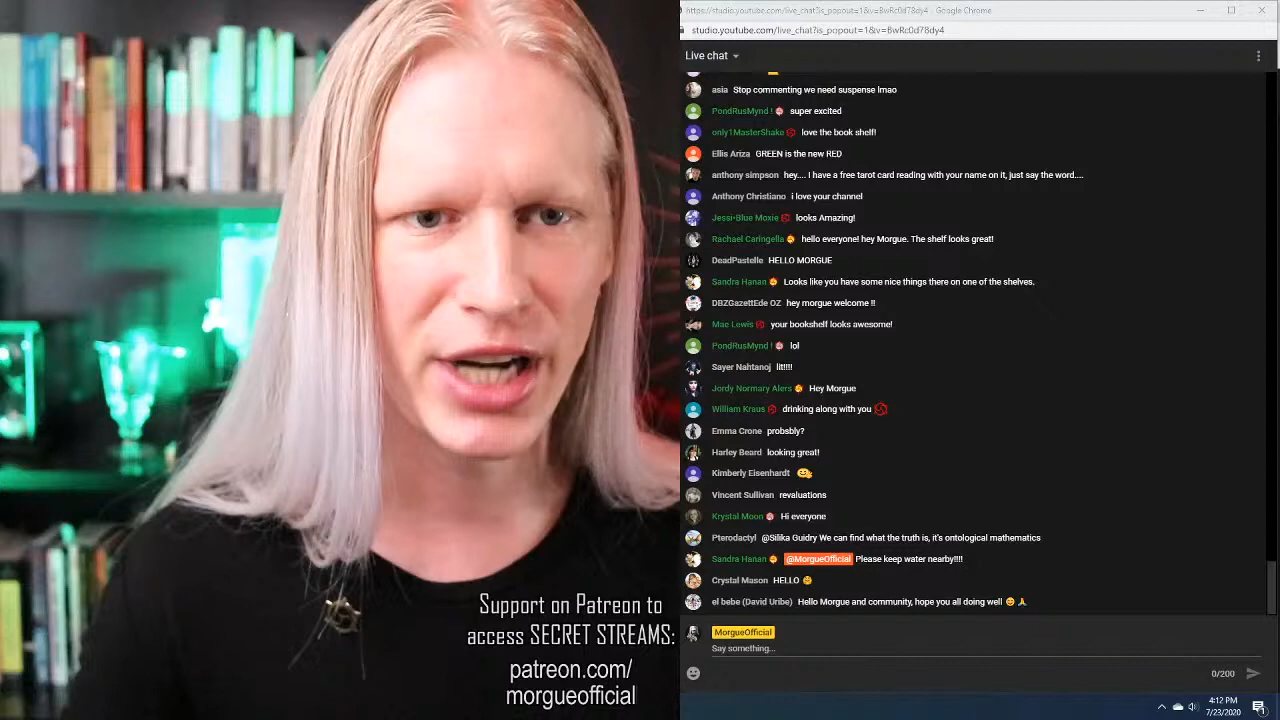 https://studio.youtube.com/live_chat?is_popout=1&v=BwRc0d78dy4 - Google Chrome
studio.youtube.com/live_chat?is_popout=1&v=BwRc0d78dy4
Live chat
asia Stop commenting we need suspense lmao
PondRusMynd ! super excited
only1MasterShake love the book shelf!
Ellis Ariza GREEN is the new RED
anthony simpson hey.... I have a free tarot card reading with your name on it, just say the word....
Anthony Christiano i love your channel
Jessi•Blue Moxie looks Amazing!
Rachael Caringella hello everyone! hey Morgue. The shelf looks great!
DeadPastelle HELLO MORGUE
Sandra Hanan Looks like you have some nice things there on one of the shelves.
DBZGazettEde OZ hey morgue welcome !!
Mae Lewis your bookshelf looks awesome!
PondRusMynd ! lol
Sayer Nahtanoj lit!!!!
Jordy Normary Alers Hey Morgue
William Kraus drinking along with you
Emma Crone probsbly?
Harley Beard looking great!
Kimberly Eisenhardt 🥰
Vincent Sullivan revaluations
Krystal Moon Hi everyone
Pterodactyl @Silika Guidry We can find what the truth is, it's ontological mathematics
Sandra Hanan @MorgueOfficial Please keep water nearby!!!!
Crystal Mason HELLO 🤗
el bebe (David Uribe) Hello Morgue and community, hope you all doing well 😊 🙏
MorgueOfficial
Say something...
0/200
4:12 PM
7/23/2020
Support on Patreon to
access SECRET STREAMS:
patreon.com/
morgueofficial